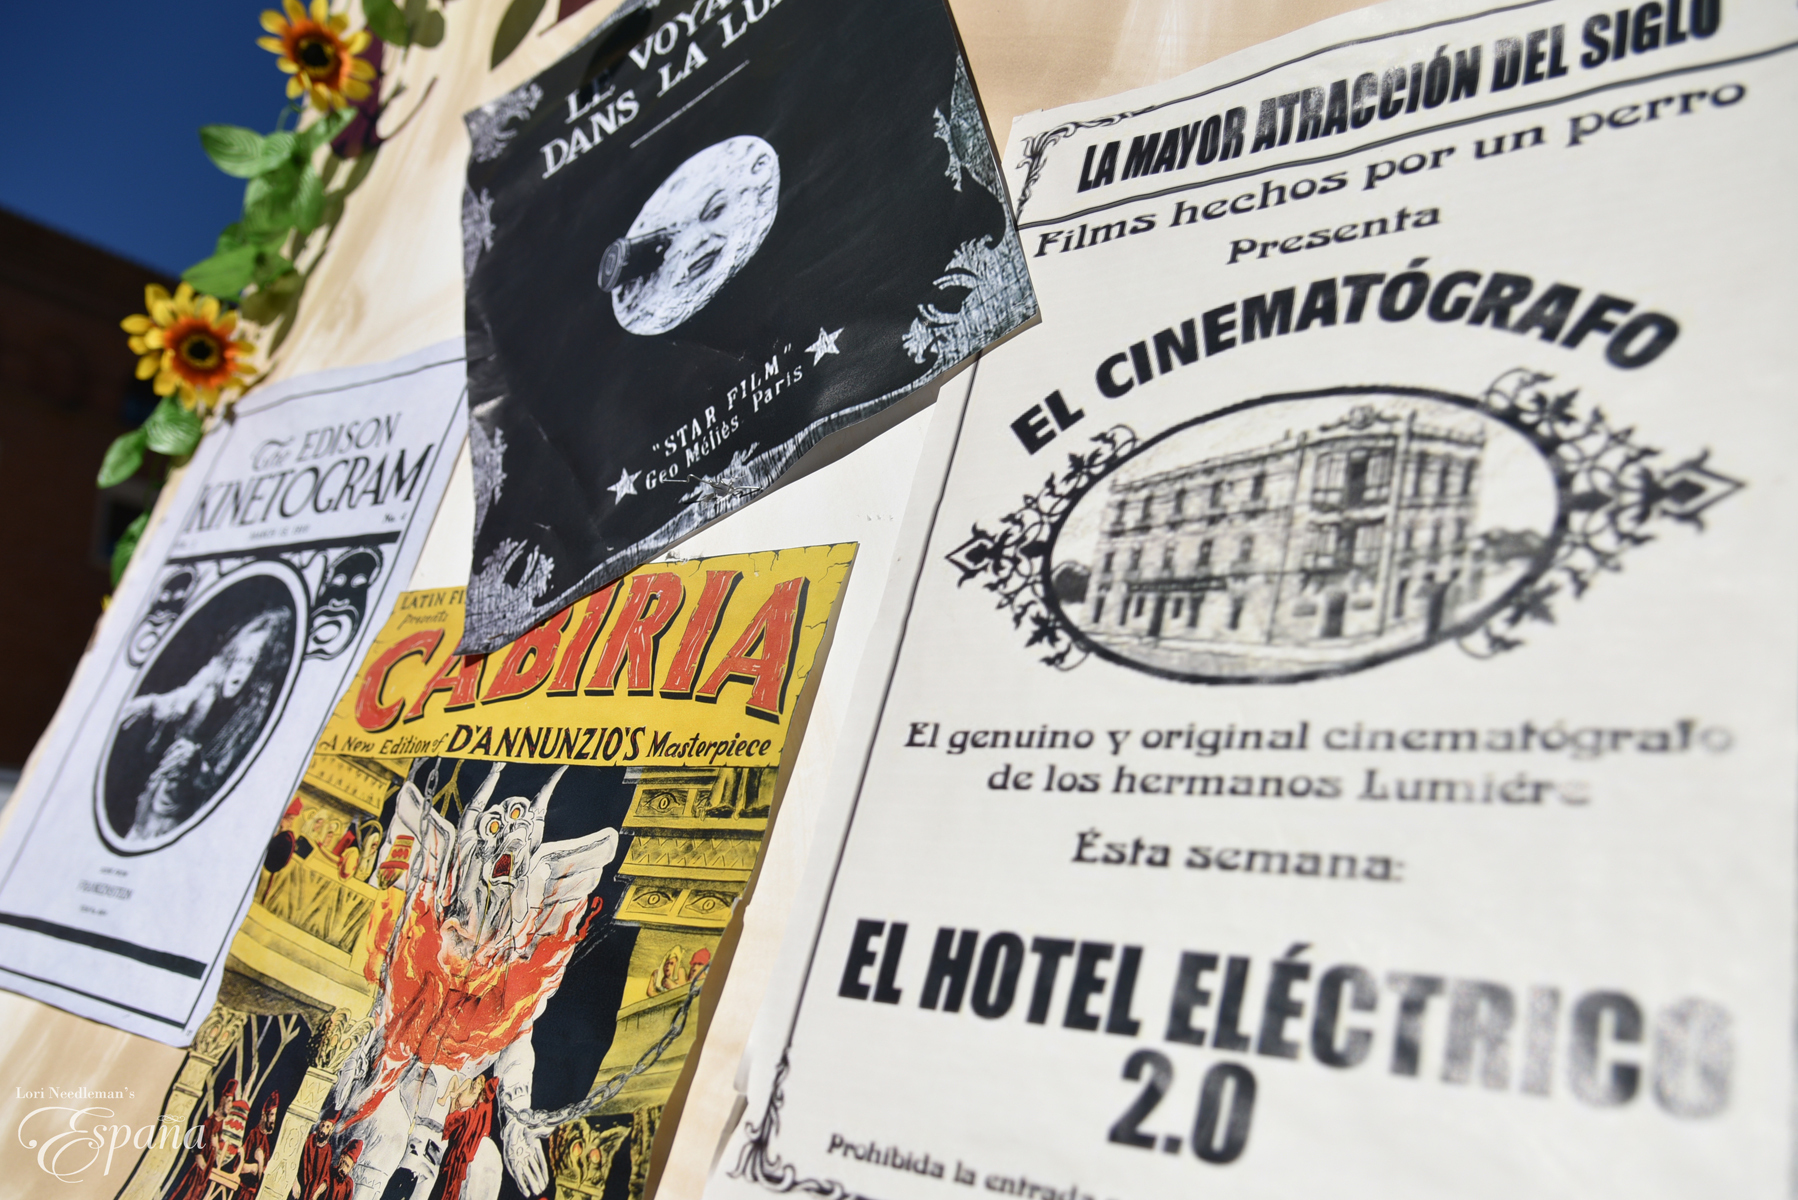 LE VOYA
DANS LA LU
"STAR FILM"
Geo Méliès, Paris
The EDISON
KINETOGRAM
LATIN FI
Presents
CABIRIA
A New Edition of D'ANNUNZIO'S Masterpiece
LA MAYOR ATRACCIÓN DEL SIGLO
Films hechos por un perro
Presenta
EL CINEMATÓGRAFO
El genuino y original cinematógrafo
de los hermanos Lumiére
Ésta semana:
EL HOTEL ELÉCTRICO
2.0
Prohibida la entrada
Lori Needleman's
España